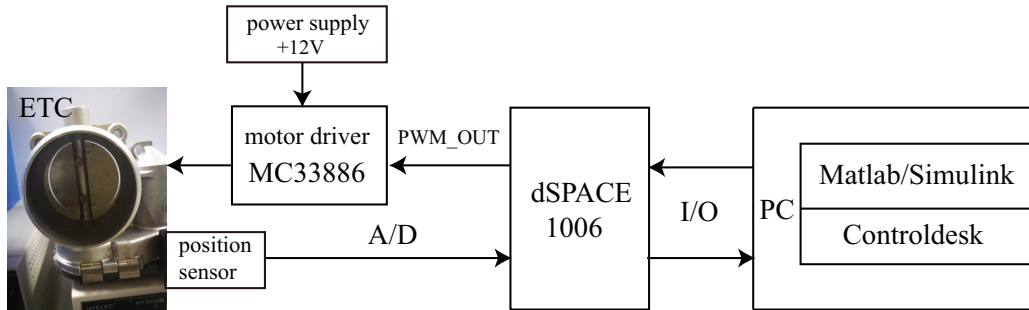 power supply
+12V
ETC
motor driver
MC33886
PWM_OUT
dSPACE
1006
I/O
PC
Matlab/Simulink
Controldesk
A/D
position
sensor